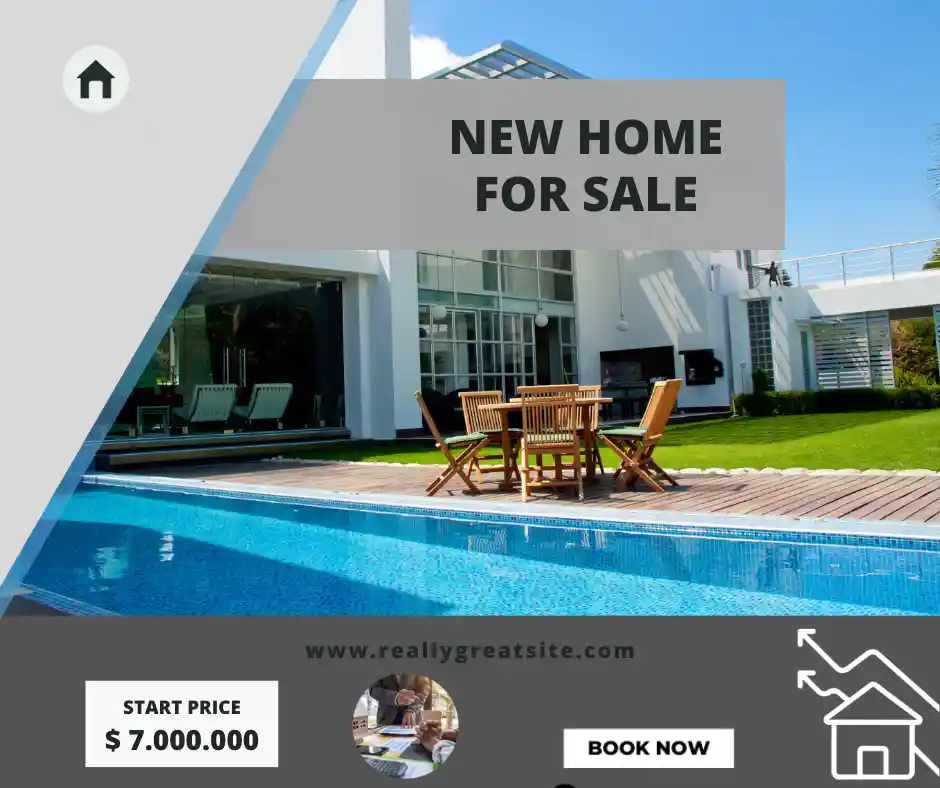 NEW HOME
FOR SALE
www.reallygreatsite.com
START PRICE
$ 7.000.000
BOOK NOW